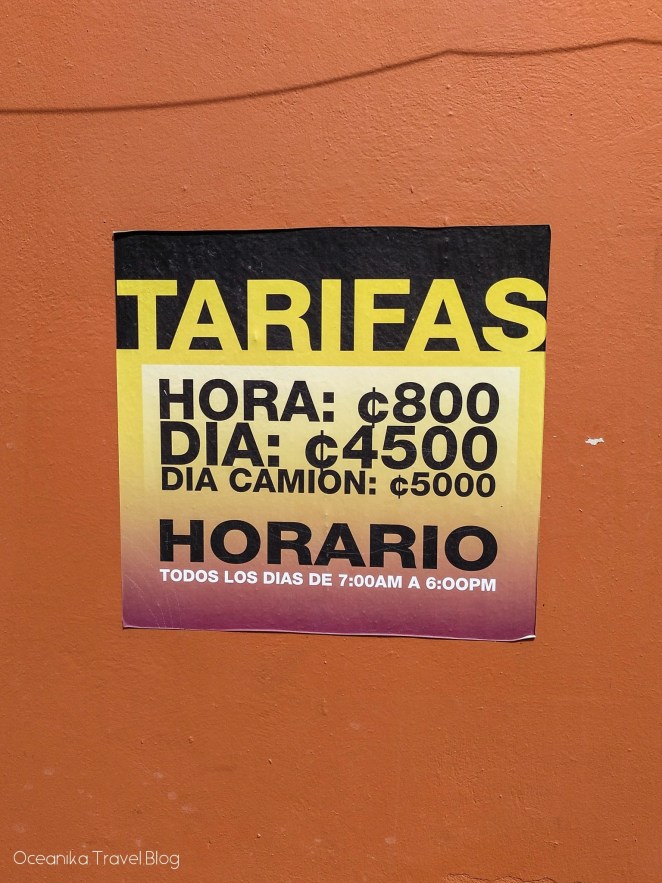 TARIFAS
HORA: ¢800
DIA: ¢4500
DIA CAMION: ¢5000
HORARIO
TODOS LOS DIAS DE 7:00AM A 6:OOPM
Oceanika Travel Blog